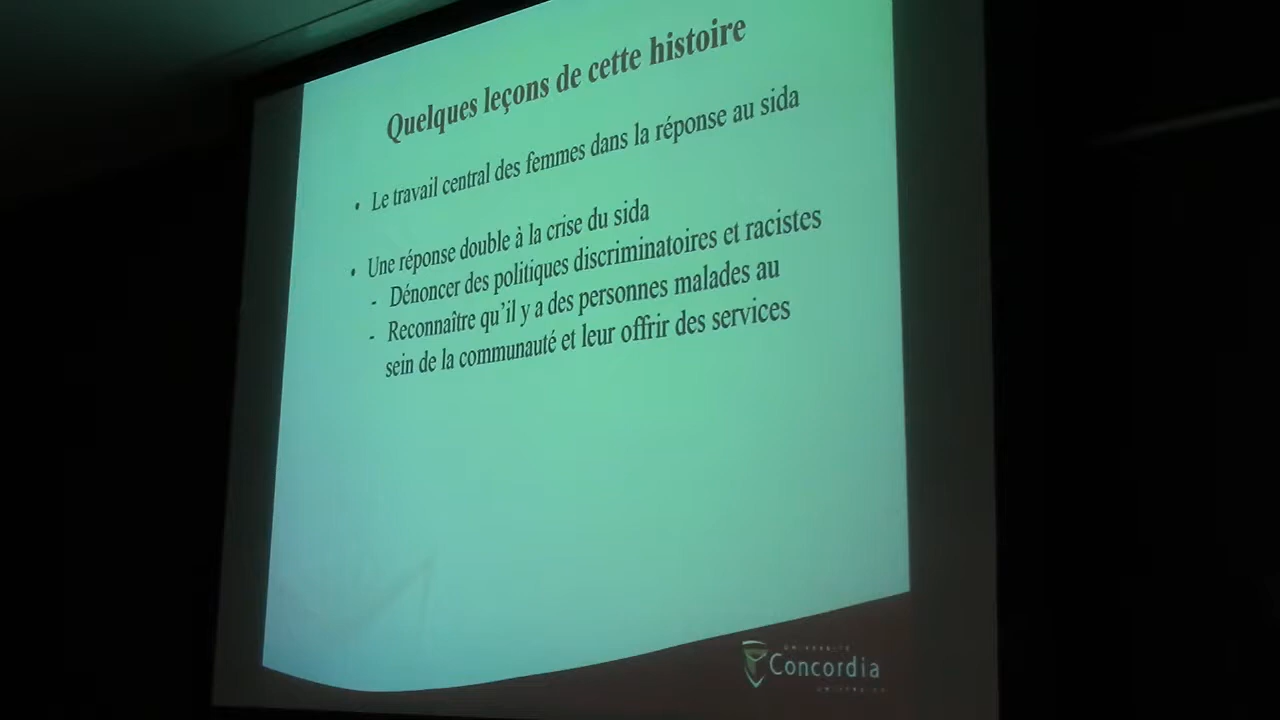 Quelques leçons de cette histoire
• Le travail central des femmes dans la réponse au sida
• Une réponse double à la crise du sida
- Dénoncer des politiques discriminatoires et racistes
- Reconnaître qu'il y a des personnes malades au
sein de la communauté et leur offrir des services
UNIVERSITÉ
Concordia
UNIVERSITY